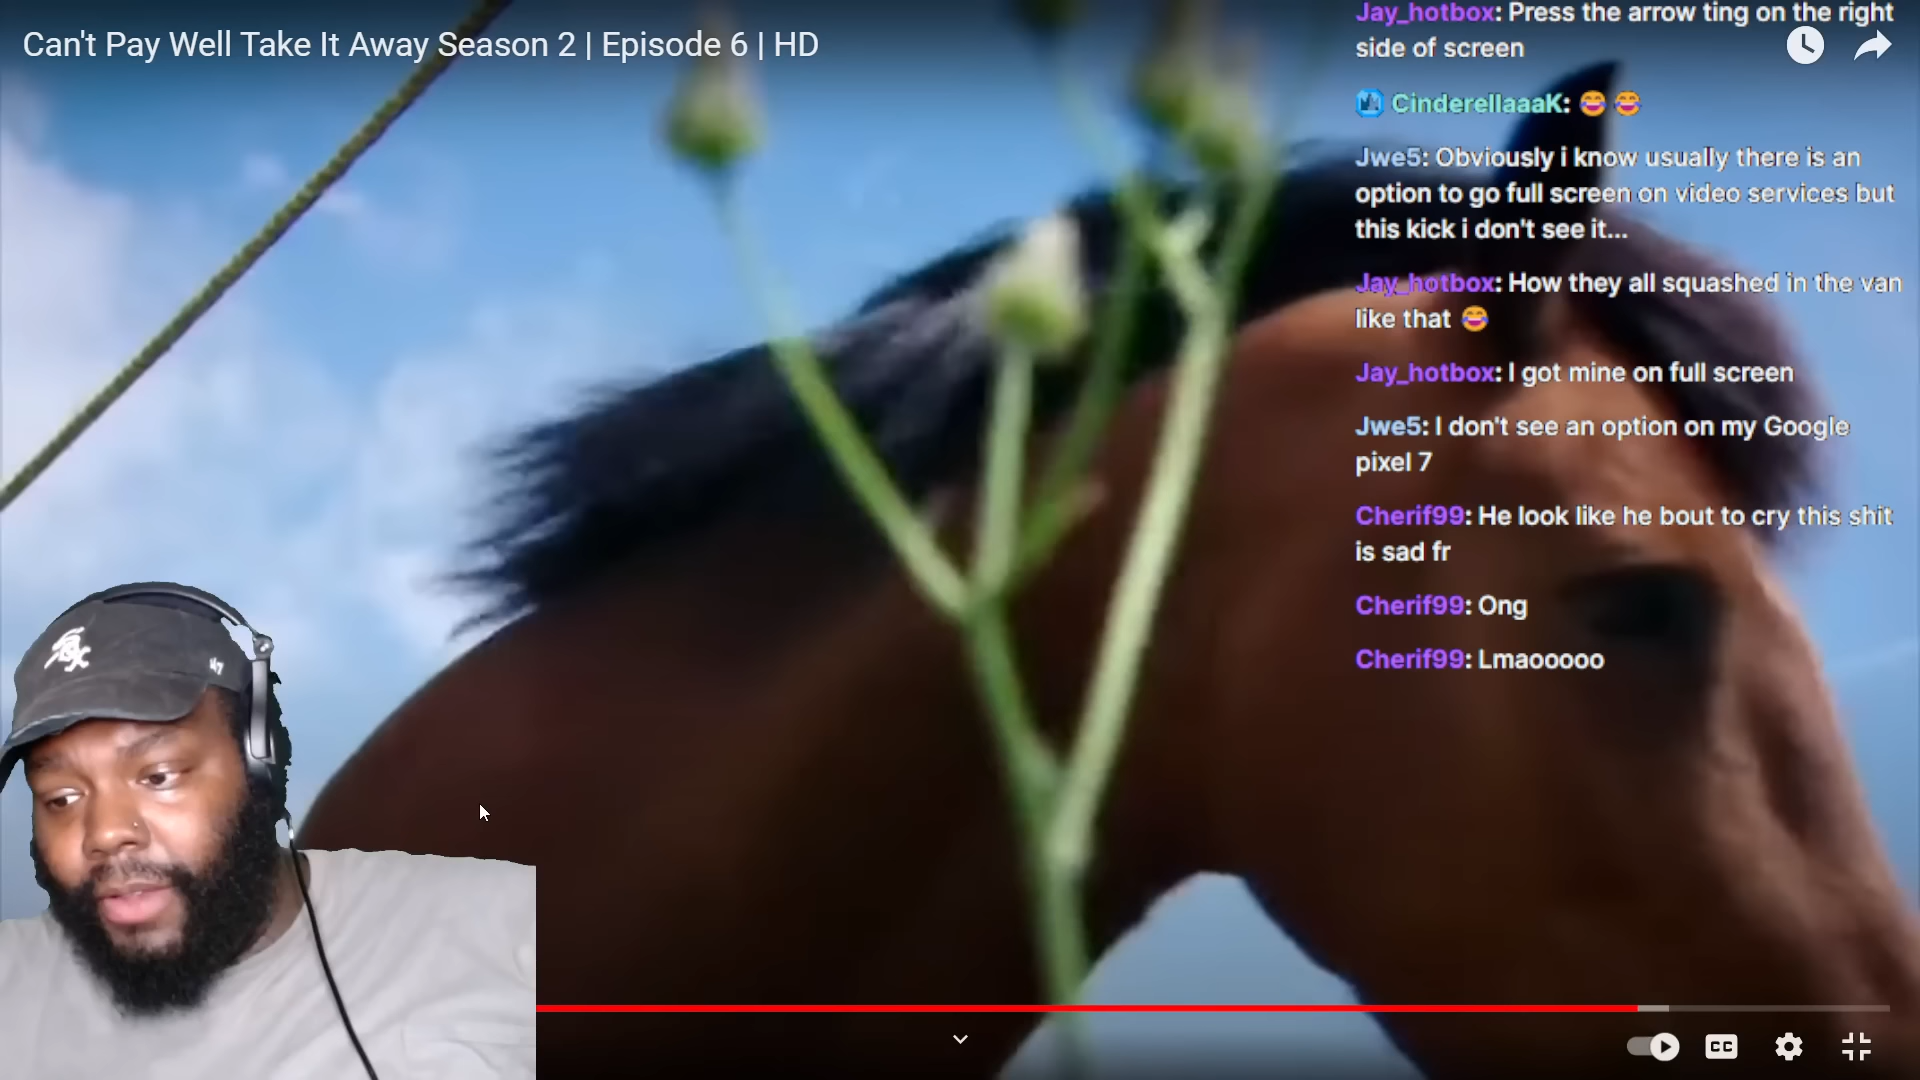 Can't Pay Well Take It Away Season 2 | Episode 6 | HD
Jay_hotbox: Press the arrow ting on the right
side of screen
CinderellaaaK: 😂 😂
Jwe5: Obviously i know usually there is an
option to go full screen on video services but
this kick i don't see it...
Jay_hotbox: How they all squashed in the van
like that 😂
Jay_hotbox: I got mine on full screen
Jwe5: I don't see an option on my Google
pixel 7
Cherif99: He look like he bout to cry this shit
is sad fr
Cherif99: Ong
Cherif99: Lmaooooo
Sox
47
CC